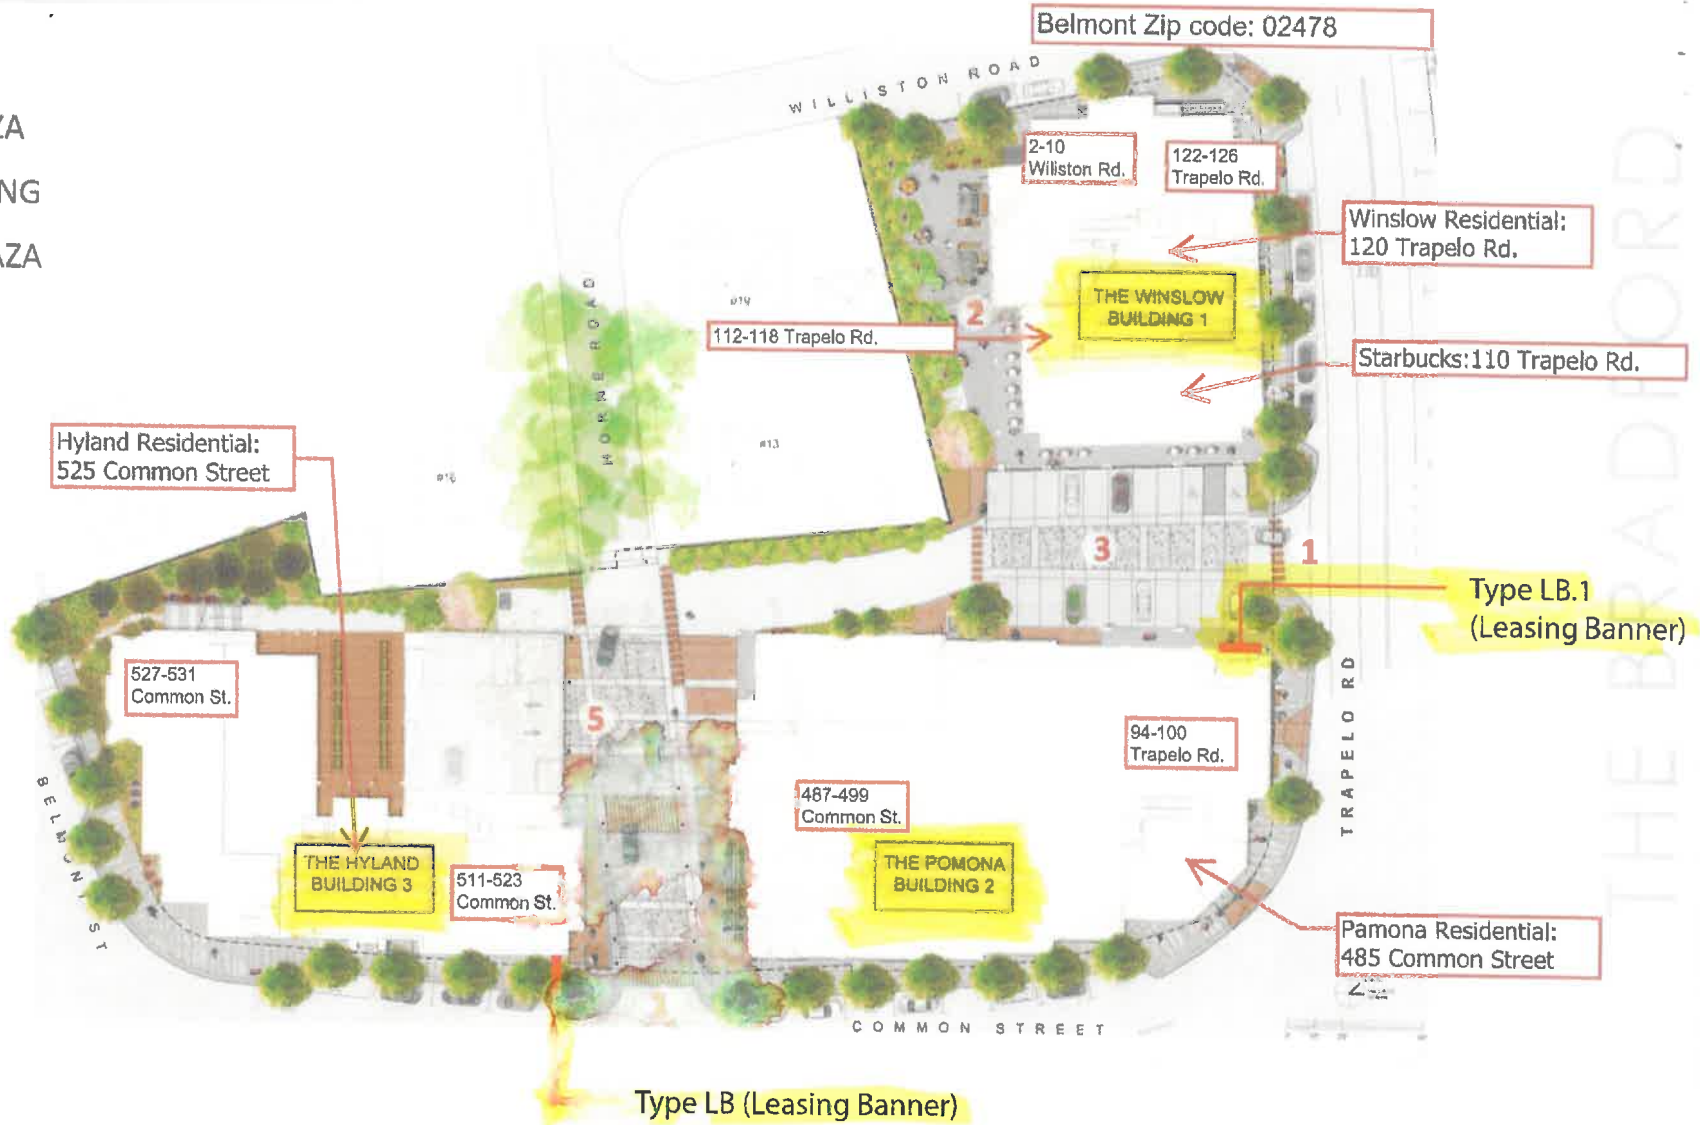 Belmont Zip code: 02478
WILLISTON ROAD
ZA
NG
AZA
2-10
Wiliston Rd.
122-126
Trapelo Rd.
Winslow Residential:
120 Trapelo Rd.
THE WINSLOW
BUILDING 1
2
112-118 Trapelo Rd.
Starbucks:110 Trapelo Rd.
HORNE ROAD
#13
Hyland Residential:
525 Common Street
3
1
Type LB.1
(Leasing Banner)
THE BRADFORD
527-531
Common St.
5
94-100
Trapelo Rd.
TRAPELO RD
487-499
Common St.
BELMONT ST
THE HYLAND
BUILDING 3
511-523
Common St.
THE POMONA
BUILDING 2
Pamona Residential:
485 Common Street
COMMON STREET
Type LB (Leasing Banner)